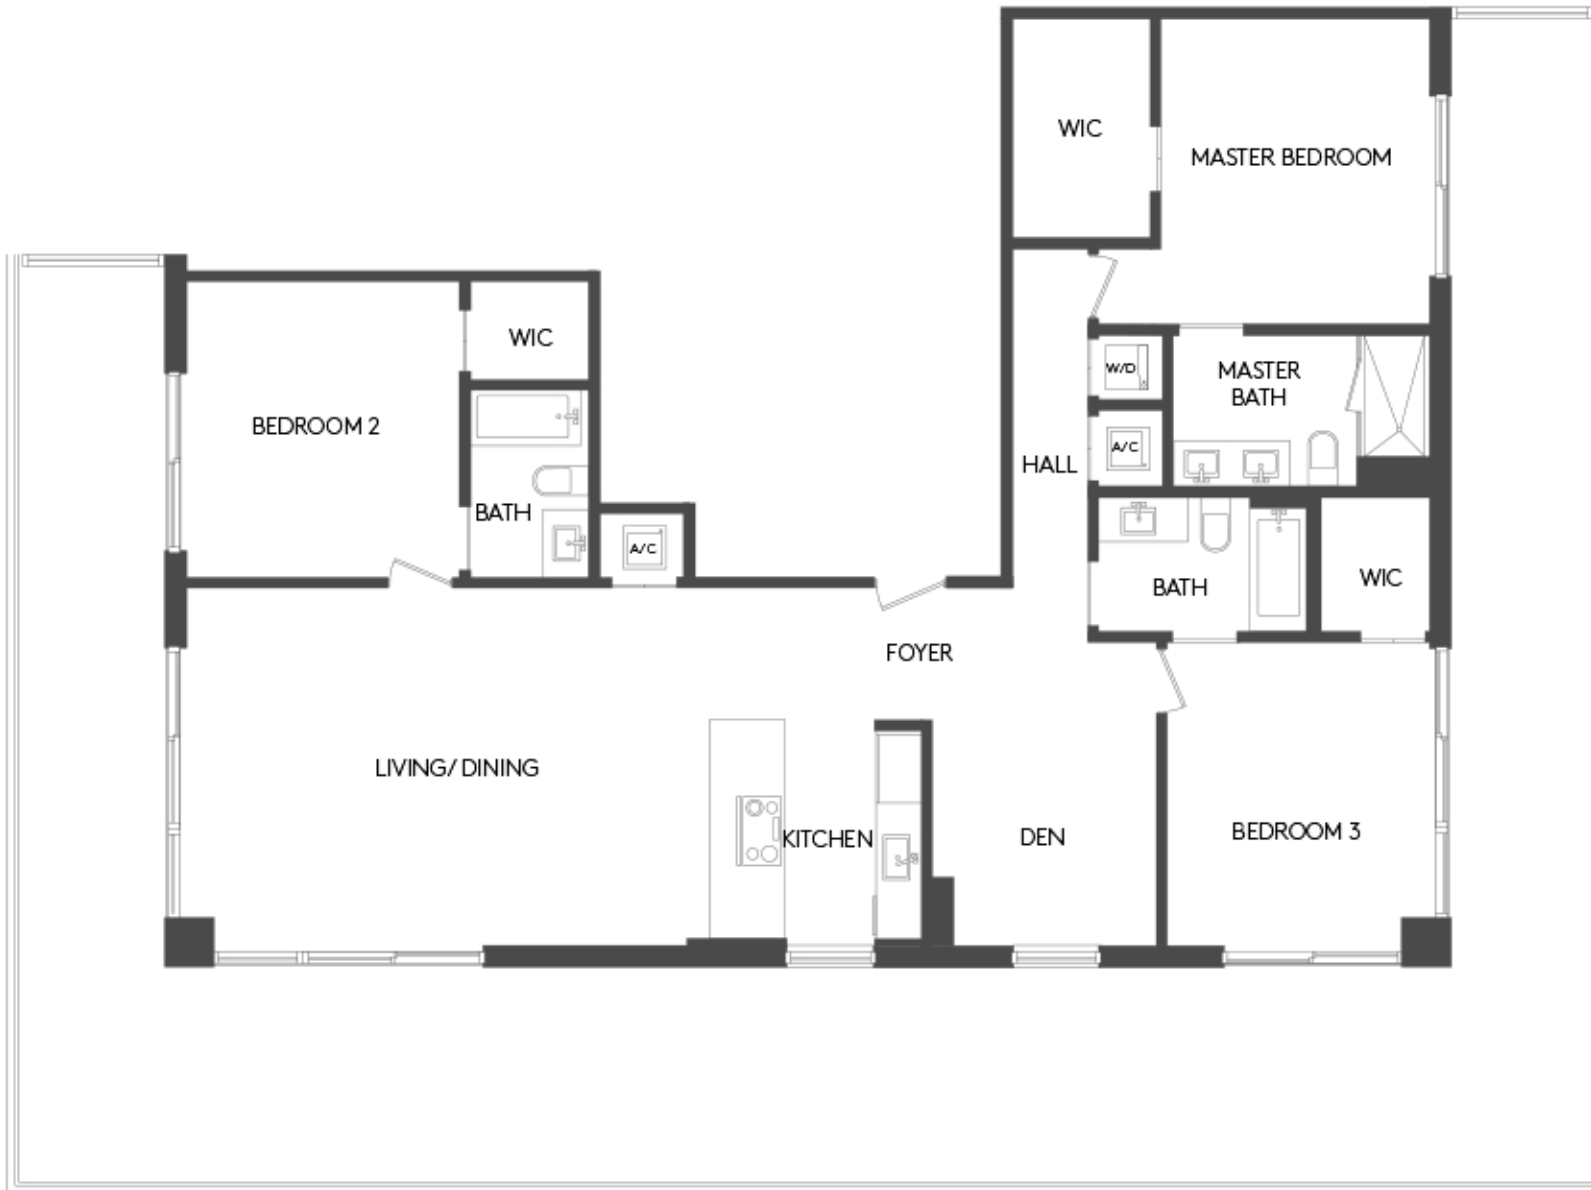 WIC
MASTER BEDROOM
WIC
W/D
MASTER
BATH
BEDROOM 2
A/C
HALL
BATH
A/C
WIC
BATH
FOYER
LIVING/ DINING
KITCHEN
DEN
BEDROOM 3